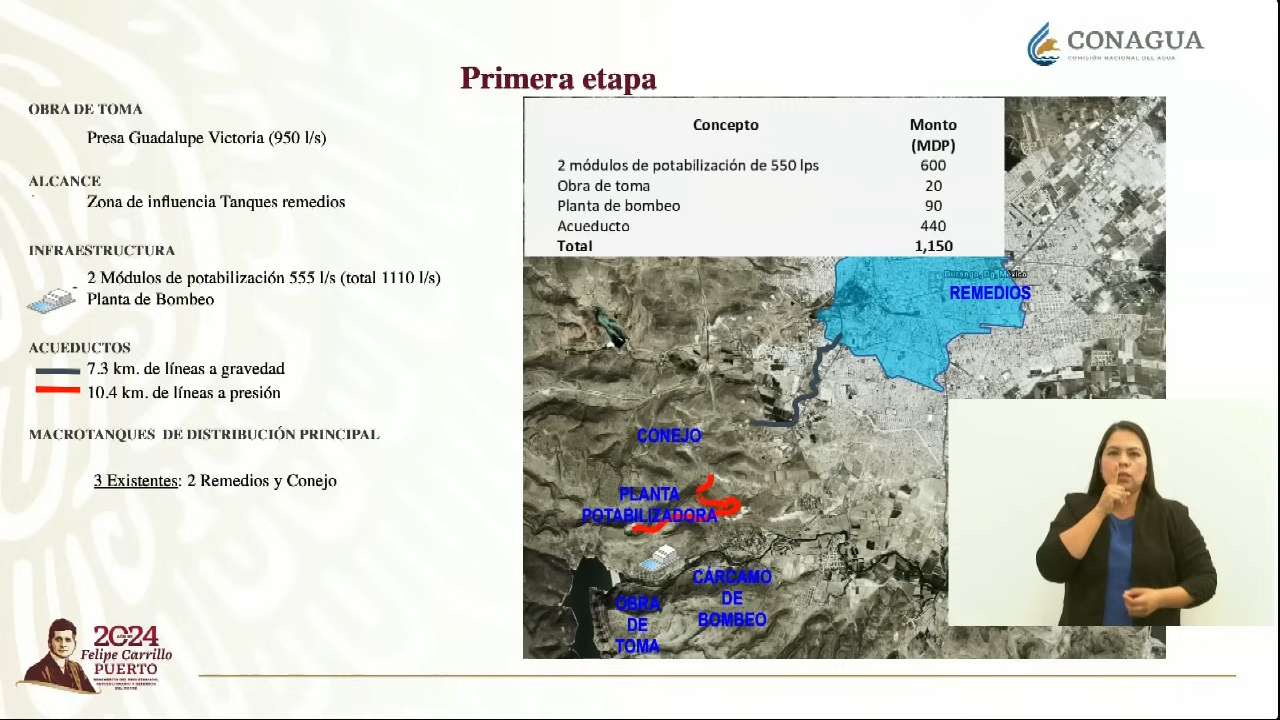 CONAGUA
COMISIÓN NACIONAL DEL AGUA
Primera etapa
OBRA DE TOMA
Presa Guadalupe Victoria (950 l/s)
ALCANCE
Zona de influencia Tanques remedios
INFRAESTRUCTURA
2 Módulos de potabilización 555 l/s (total 1110 l/s)
Planta de Bombeo
ACUEDUCTOS
7.3 km. de líneas a gravedad
10.4 km. de líneas a presión
MACROTANQUES DE DISTRIBUCIÓN PRINCIPAL
3 Existentes: 2 Remedios y Conejo
Concepto Monto
(MDP)
2 módulos de potabilización de 550 lps 600
Obra de toma 20
Planta de bombeo 90
Acueducto 440
Total 1,150
Durango, Dg. México
REMEDIOS
CONEJO
PLANTA
POTABILIZADORA
CÁRCAMO
DE
BOMBEO
OBRA
DE
TOMA
2024
Felipe Carrillo
PUERTO